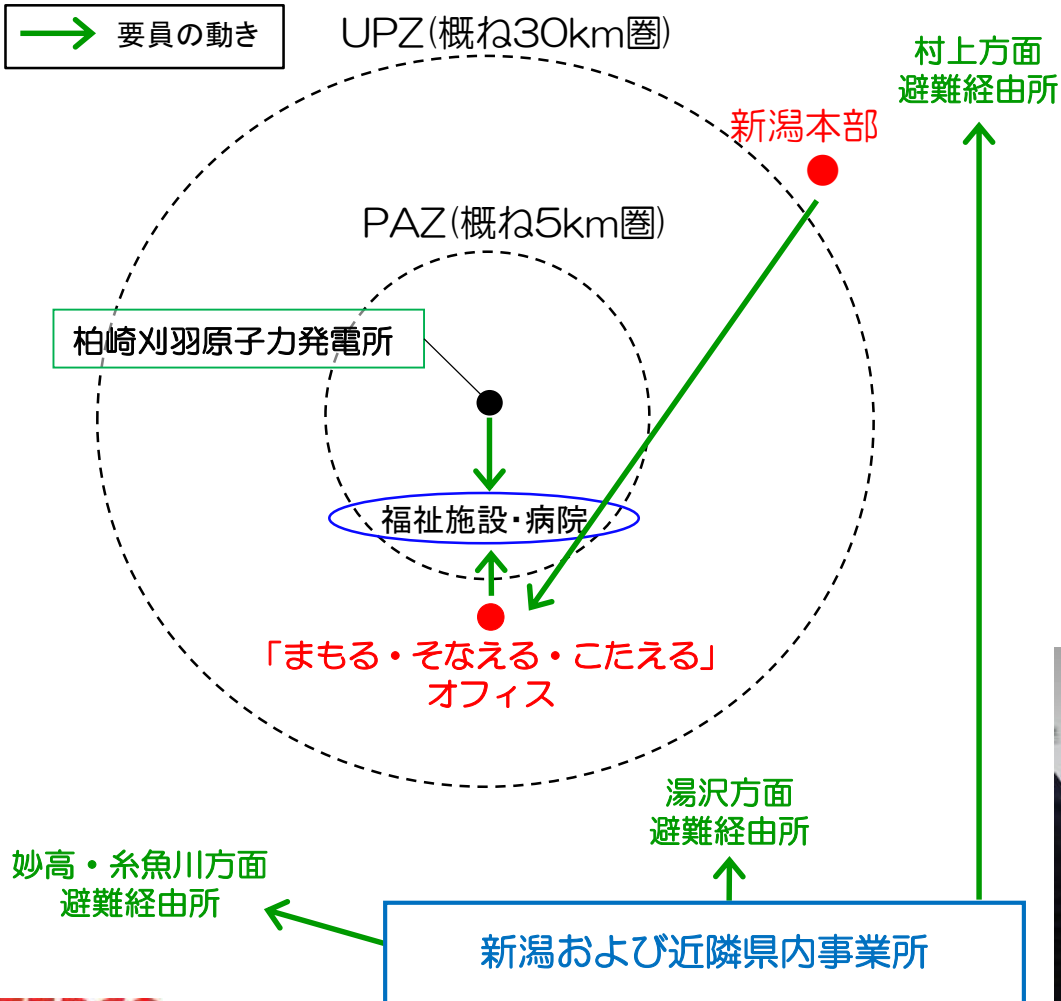 要員の動き
UPZ(概ね30km圏)
村上方面
避難経由所
新潟本部
PAZ(概ね5km圏)
柏崎刈羽原子力発電所
福祉施設・病院
「まもる・そなえる・こたえる」
オフィス
湯沢方面
避難経由所
妙高・糸魚川方面
避難経由所
新潟および近隣県内事業所